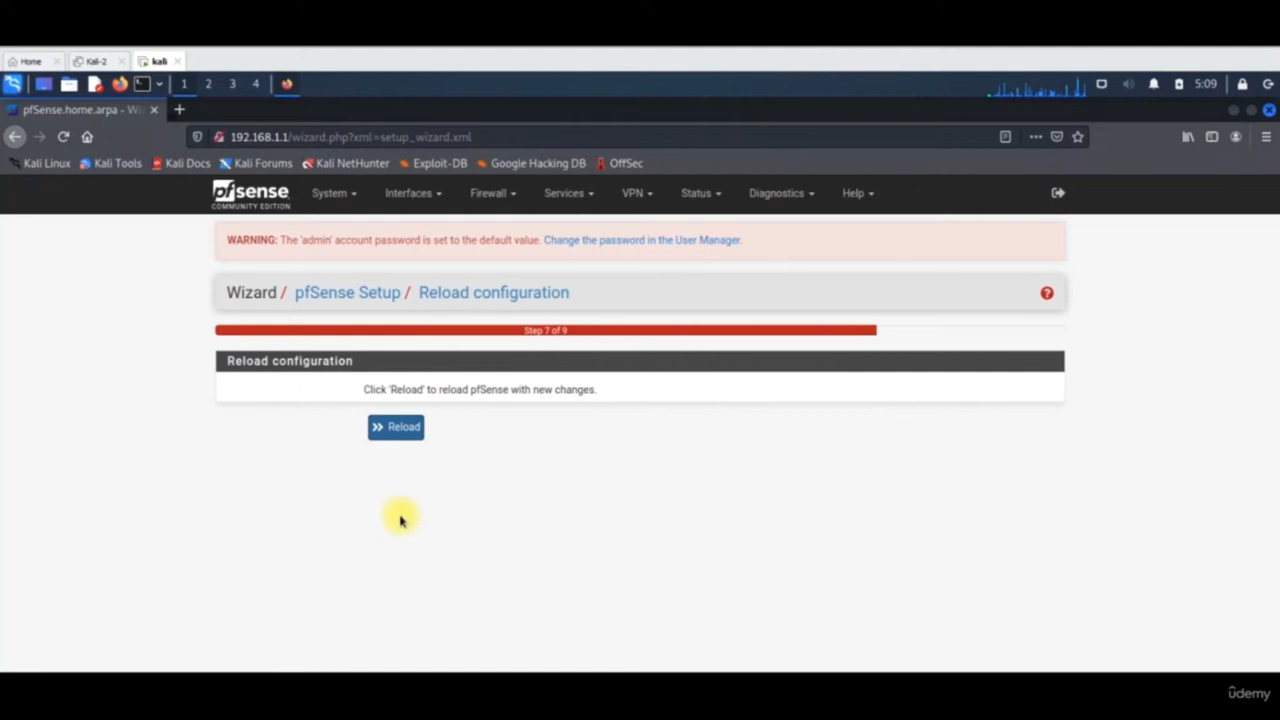 Home Kali-2 kali
1 2 3 4 5:09
pfSense.home.arpa - Wi
192.168.1.1/wizard.php?xml=setup_wizard.xml
Kali Linux Kali Tools Kali Docs Kali Forums Kali NetHunter Exploit-DB Google Hacking DB OffSec
pfsense System Interfaces Firewall Services VPN Status Diagnostics Help
COMMUNITY EDITION
WARNING: The 'admin' account password is set to the default value. Change the password in the User Manager.
Wizard / pfSense Setup / Reload configuration
Step 7 of 9
Reload configuration
Click 'Reload' to reload pfSense with new changes.
Reload
ûdemy